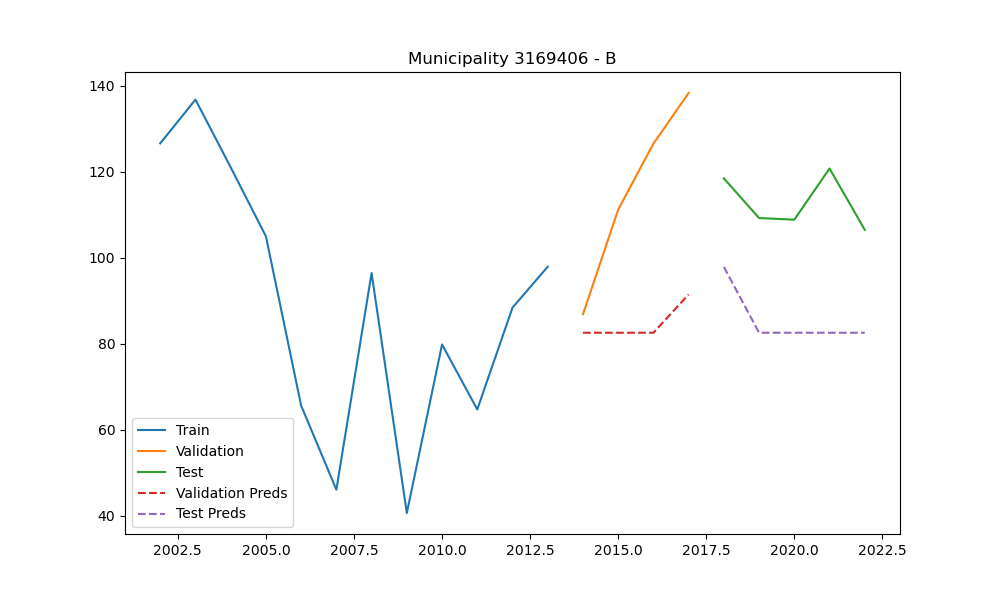 Municipality 3169406 - B
140
120
100
80
60
40
Train
Validation
Test
Validation Preds
Test Preds
2002.5 2005.0 2007.5 2010.0 2012.5 2015.0 2017.5 2020.0 2022.5